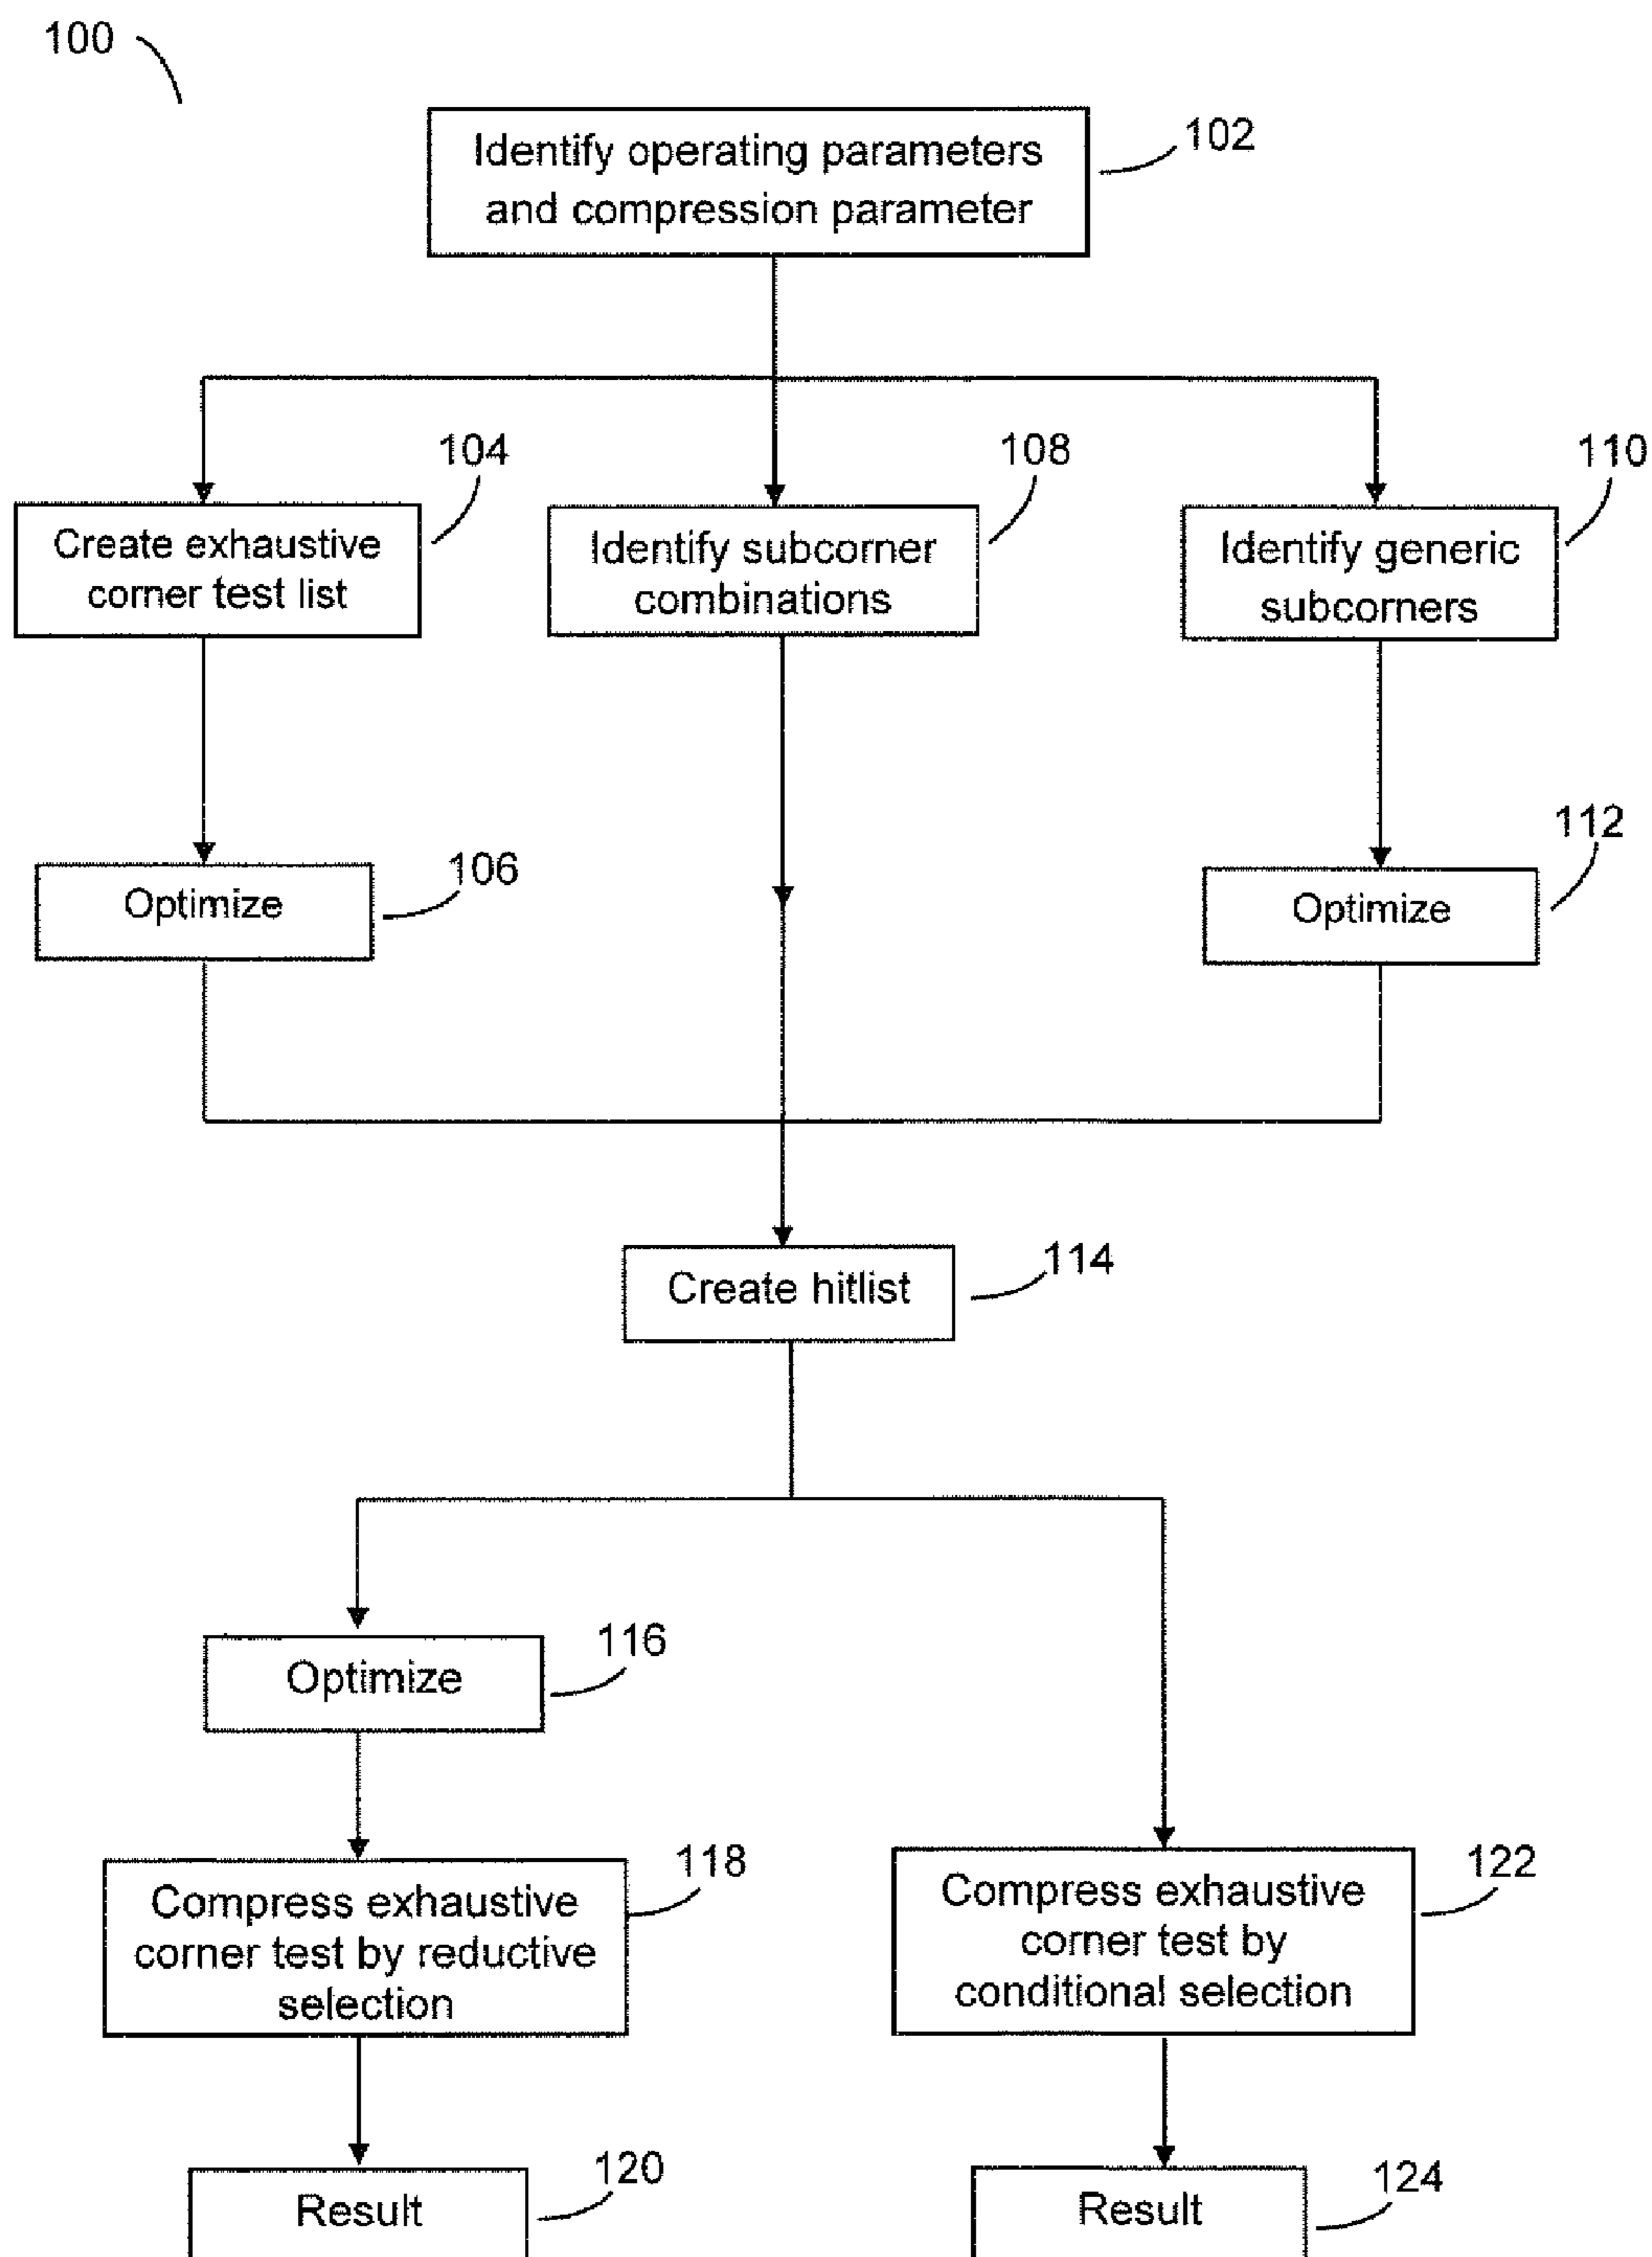 100
Identify operating parameters
and compression parameter
102
104
108
110
Create exhaustive
corner test list
Identify subcorner
combinations
Identify generic
subcorners
106
112
Optimize
Optimize
Create hitlist
114
Optimize
116
Compress exhaustive
corner test by reductive
selection
118
Compress exhaustive
corner test by
conditional selection
122
Result
120
Result
124